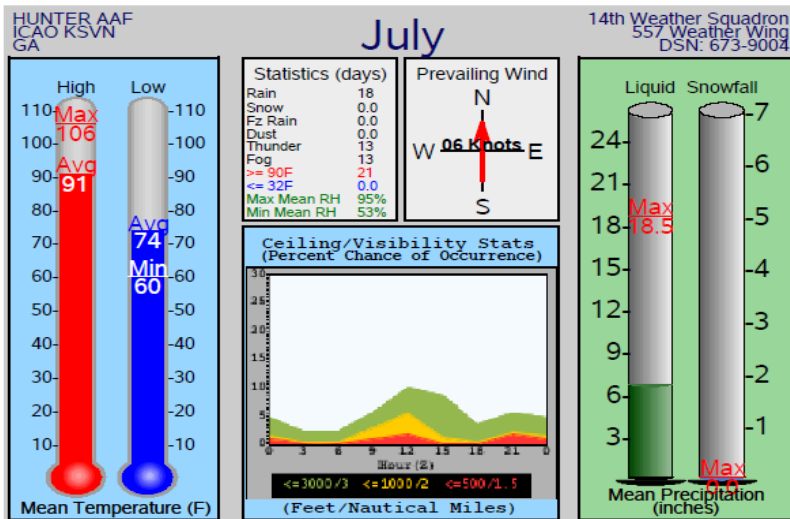 HUNTER AAF
ICAO KSVN
GA
July
14th Weather Squadron
557 Weather Wing
DSN: 673-9004
High Low
110 110
100 100
90 90
80 80
70 70
60 60
50 50
40 40
30 30
20 20
10 10
Max
106
Avg
91
Avg
74
Min
60
Mean Temperature (F)
Statistics (days)
Rain 18
Snow 0.0
Fz Rain 0.0
Dust 0.0
Thunder 13
Fog 13
>= 90F 21
<= 32F 0.0
Max Mean RH 95%
Min Mean RH 53%
Prevailing Wind
N
W 06 Knots E
S
Ceiling/Visibility Stats
(Percent Chance of Occurrence)
30
25
20
15
10
5
0
0 3 6 9 12 15 18 21 0
Hour(Z)
<=3000/3 <=1000/2 <=500/1.5
(Feet/Nautical Miles)
Liquid Snowfall
24
21
18
15
12
9
6
3
Max
18.5
7
6
5
4
3
2
1
Max
0.0
Mean Precipitation
(inches)